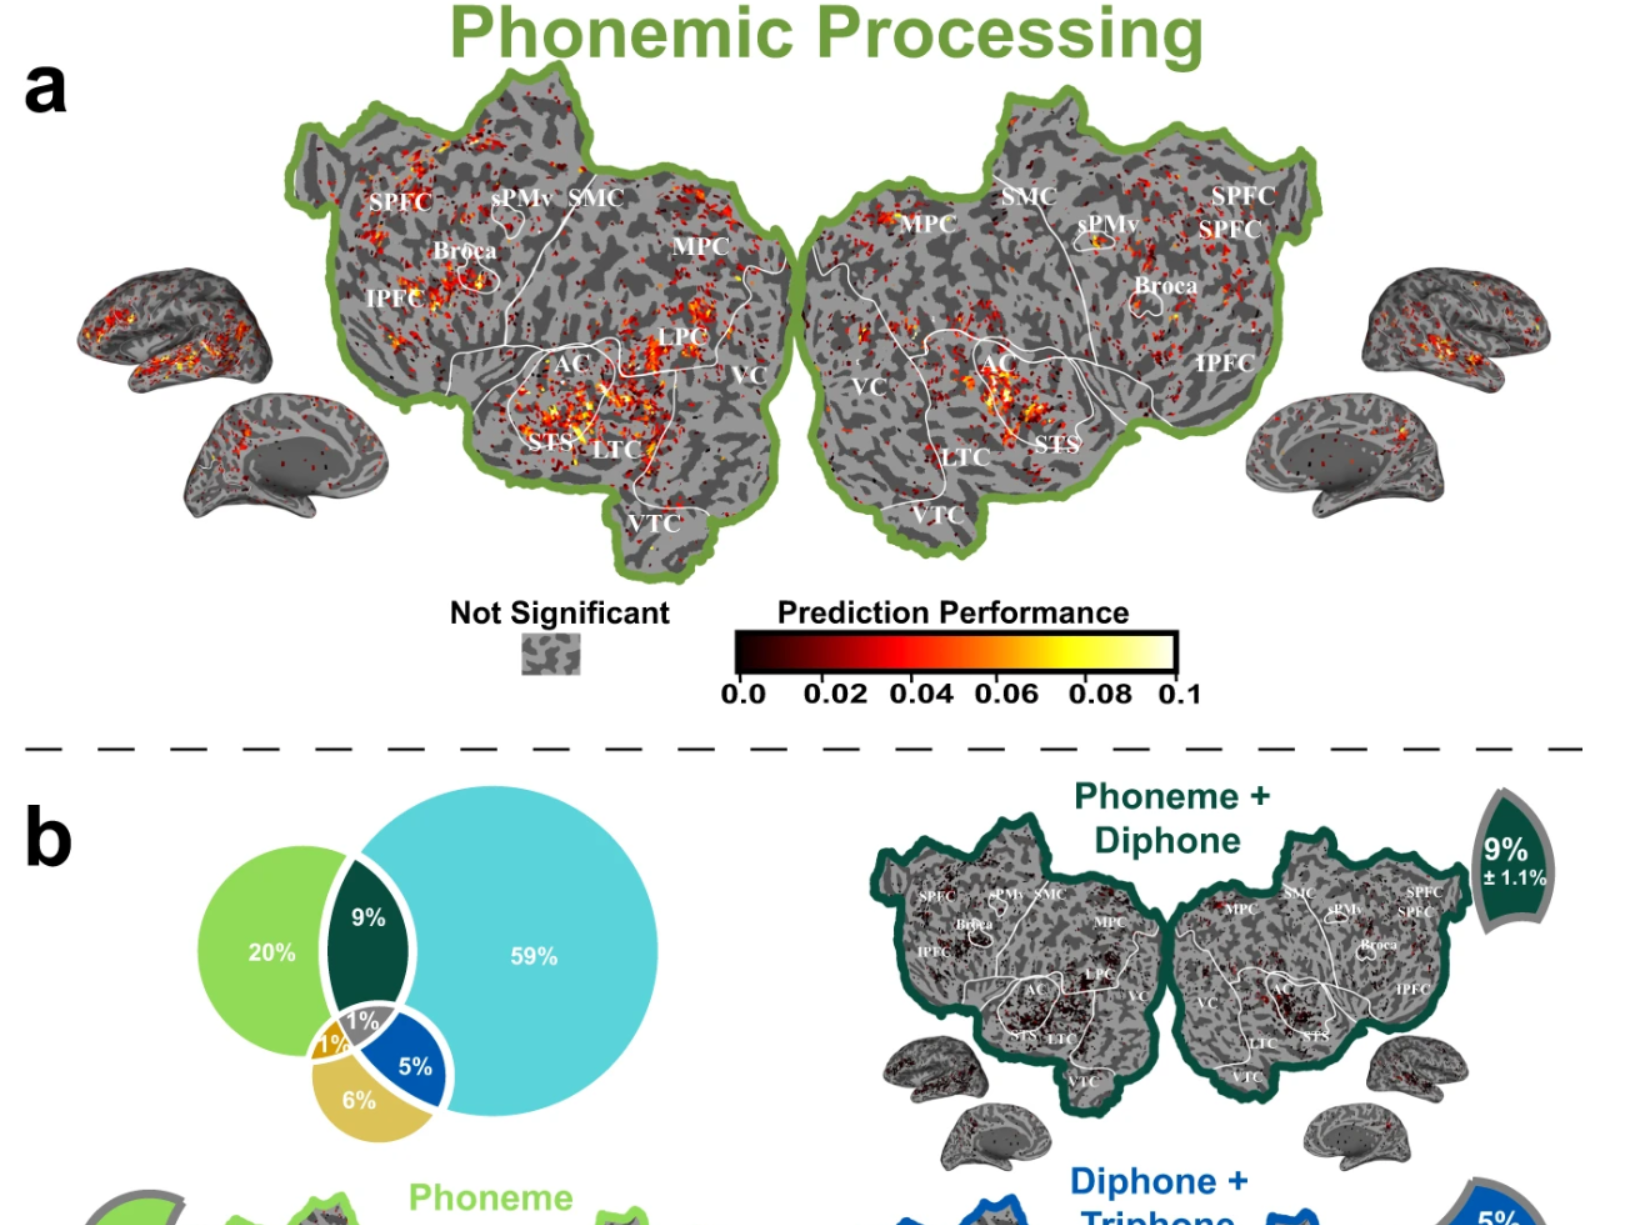 Phonemic Processing
a
SPFC
sPMv
SMC
Broca
MPC
IPFC
LPC
AC
VC
STS
LTC
VTC
SMC
SPFC
MPC
sPMv
SPFC
Broca
AC
IPFC
VC
STS
LTC
VTC
Not Significant
Prediction Performance
0.0 0.02 0.04 0.06 0.08 0.1
b
20%
9%
59%
1%
1%
5%
6%
Phoneme +
Diphone
9%
± 1.1%
SPFC
sPMv
SMC
Broca
MPC
IPFC
LPC
AC
VC
STS
LTC
VTC
SMC
SPFC
MPC
sPMv
SPFC
Broca
AC
IPFC
VC
STS
LTC
VTC
Phoneme
Diphone +
Triphone
5%